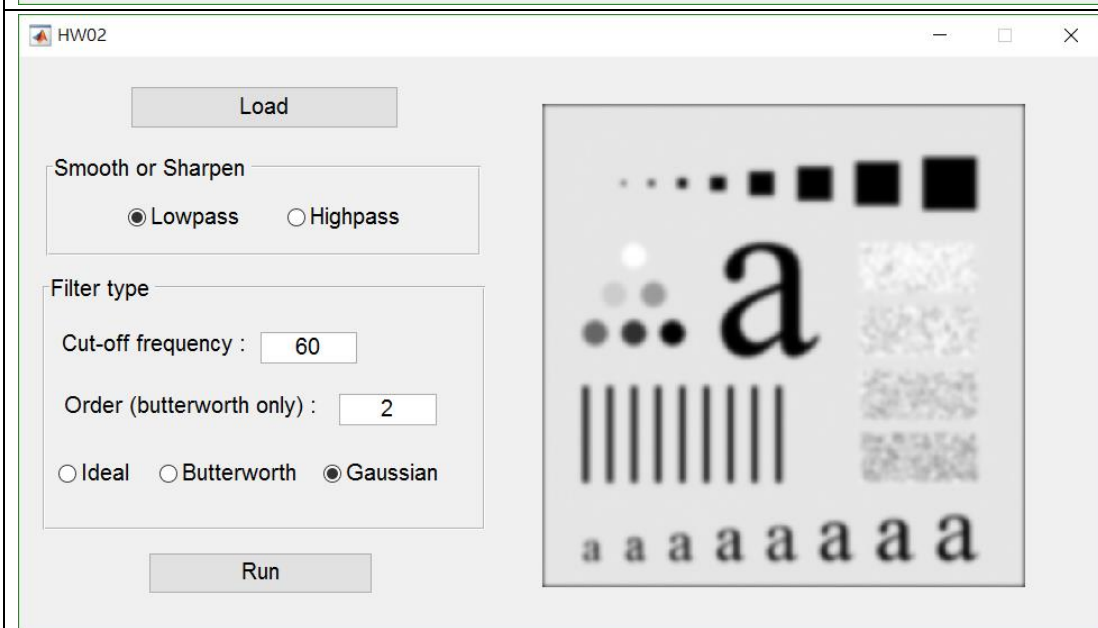 HW02
Load
Smooth or Sharpen
Lowpass Highpass
Filter type
Cut-off frequency : 60
Order (butterworth only) : 2
Ideal Butterworth Gaussian
Run
a
a a a a a a a a